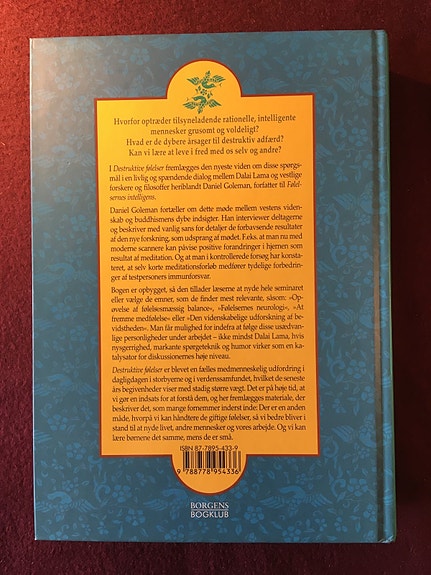 Hvorfor optræder tilsyneladende rationelle, intelligente
mennesker grusomt og voldeligt?
Hvad er de dybere årsager til destruktiv adfærd?
Kan vi lære at leve i fred med os selv og andre?
I Destruktive følelser fremlægges den nyeste viden om disse spørgs-
mål i en livlig og spændende dialog mellem Dalai Lama og vestlige
forskere og filosoffer heriblandt Daniel Goleman, forfatter til Følel-
sernes intelligens.
Daniel Goleman fortæller om dette møde mellem vestens viden-
skab og buddhismens dybe indsigter. Han interviewer deltagerne
og beskriver med vanlig sans for detaljer de forbavsende resultater
af den nye forskning, som udsprang af mødet. F.eks. at man nu med
moderne scannere kan påvise positive forandringer i hjernen som
resultat af meditation. Og at man i kontrollerede forsøg har konsta-
teret, at selv korte meditationsforløb medfører tydelige forbedrin-
ger af testpersoners immunforsvar.
Bogen er opbygget, så den tillader læserne at nyde hele seminaret
eller vælge de emner, som de finder mest relevante, såsom: »Op-
øvelse af følelsesmæssig balance«, »Følelsernes neurologi«, »At
fremme medfølelse« eller »Den videnskabelige udforskning af be-
vidstheden«. Man får mulighed for indefra at følge disse usædvan-
lige personligheder under arbejdet – ikke mindst Dalai Lama, hvis
nysgerrighed, markante spørgeteknik og humor virker som en ka-
talysator for diskussionernes høje niveau.
Destruktive følelser er blevet en fælles medmenneskelig udfordring i
dagligdagen i storbyerne og i verdenssamfundet, hvilket de seneste
års begivenheder viser med stadig større vægt. Det er på høje tid, at
vi gør en indsats for at forstå dem, og her fremlægges materiale, der
beskriver det, som mange fornemmer inderst inde: Der er en anden
måde, hvorpå vi kan håndtere de giftige følelser, så vi bedre bliver i
stand til at nyde livet, andre mennesker og vores arbejde. Og vi kan
lære børnene det samme, mens de er små.
ISBN 87-7895-433-9
9 788778 954336
BORGENS
BOGKLUB